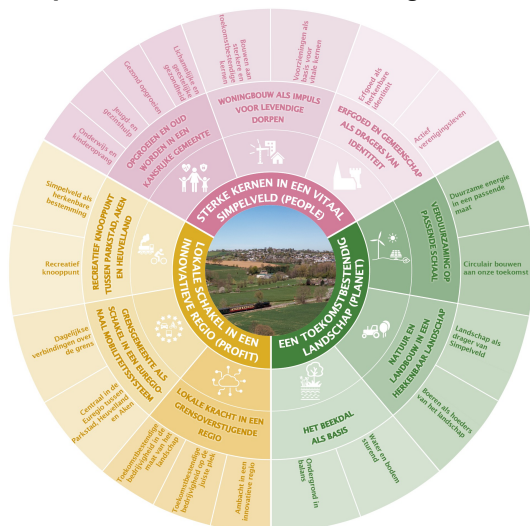 STERKE KERNEN IN EEN VITAAL
SIMPELVELD (PEOPLE)
OPGROEIEN EN OUD
WORDEN IN EEN
KANSRIJKE GEMEENTE
Onderwijs en
kinderopvang
Jeugd- en
gezinshulp
Gezond opgroeien
Lichamelijke en
geestelijke
gezondheid
WONINGBOUW ALS IMPULS
VOOR LEVENDIGE
DORPEN
Bouwen aan
sterkere en
toekomstbestendige
kernen
Voorzieningen als
basis voor
vitale kernen
ERFGOED EN GEMEENSCHAP
ALS DRAGERS VAN
IDENTITEIT
Erfgoed als
herkenbare
identiteit
Actief
verenigingsleven
EEN TOEKOMSTBESTENDIG
LANDSCHAP (PLANET)
VERDUURZAMING OP
PASSENDE SCHAAL
Duurzame energie
in een passende
maat
Circulair bouwen
aan onze toekomst
NATUUR EN
LANDBOUW IN EEN
HERKENBAAR LANDSCHAP
Landschap als
drager van
Simpelveld
Boeren als hoeders
van het landschap
HET BEEKDAL
ALS BASIS
Water en bodem
sturend
Ondergrond in
balans
LOKALE SCHAKEL IN EEN
INNOVATIEVE REGIO (PROFIT)
LOKALE KRACHT IN EEN
GRENSOVERSTIJGENDE
REGIO
Ambacht in een
innovatieve regio
Toekomstbestendige
bedrijvigheid op de
juiste plek
Toekomstbestendige
bedrijvigheid in de
maat van het
landschap
GRENSGEMEENTE ALS
SCHAKEL IN EEN EUREGIO-
NAAL MOBILITEITSSYSTEEM
Centraal in de
Euregio tussen
Parkstad, Heuvelland
en Aken
Dagelijkse
verbindingen over
de grens
RECREATIEF KNOOPPUNT
TUSSEN PARKSTAD, AKEN
EN HEUVELLAND
Recreatief
knooppunt
Simpelveld als
herkenbare
bestemming